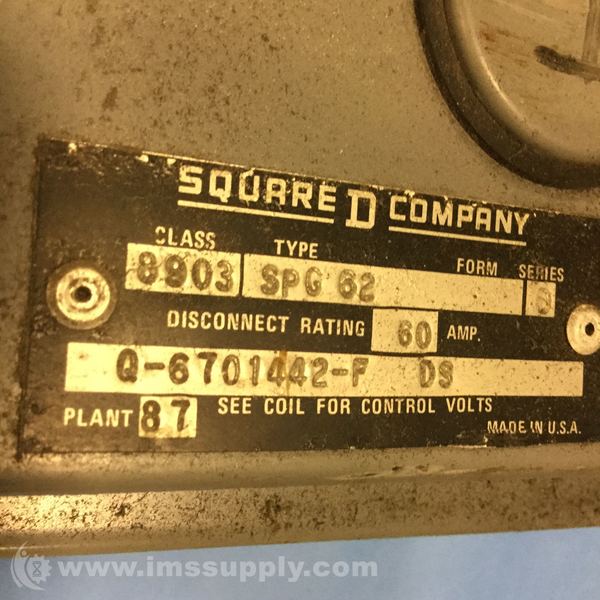 SQUARE D COMPANY
CLASS TYPE FORM SERIES
8903 SPG 62
DISCONNECT RATING 60 AMP.
Q-6701442-F DS
PLANT 87 SEE COIL FOR CONTROL VOLTS
MADE IN U.S.A.
www.imssupply.com